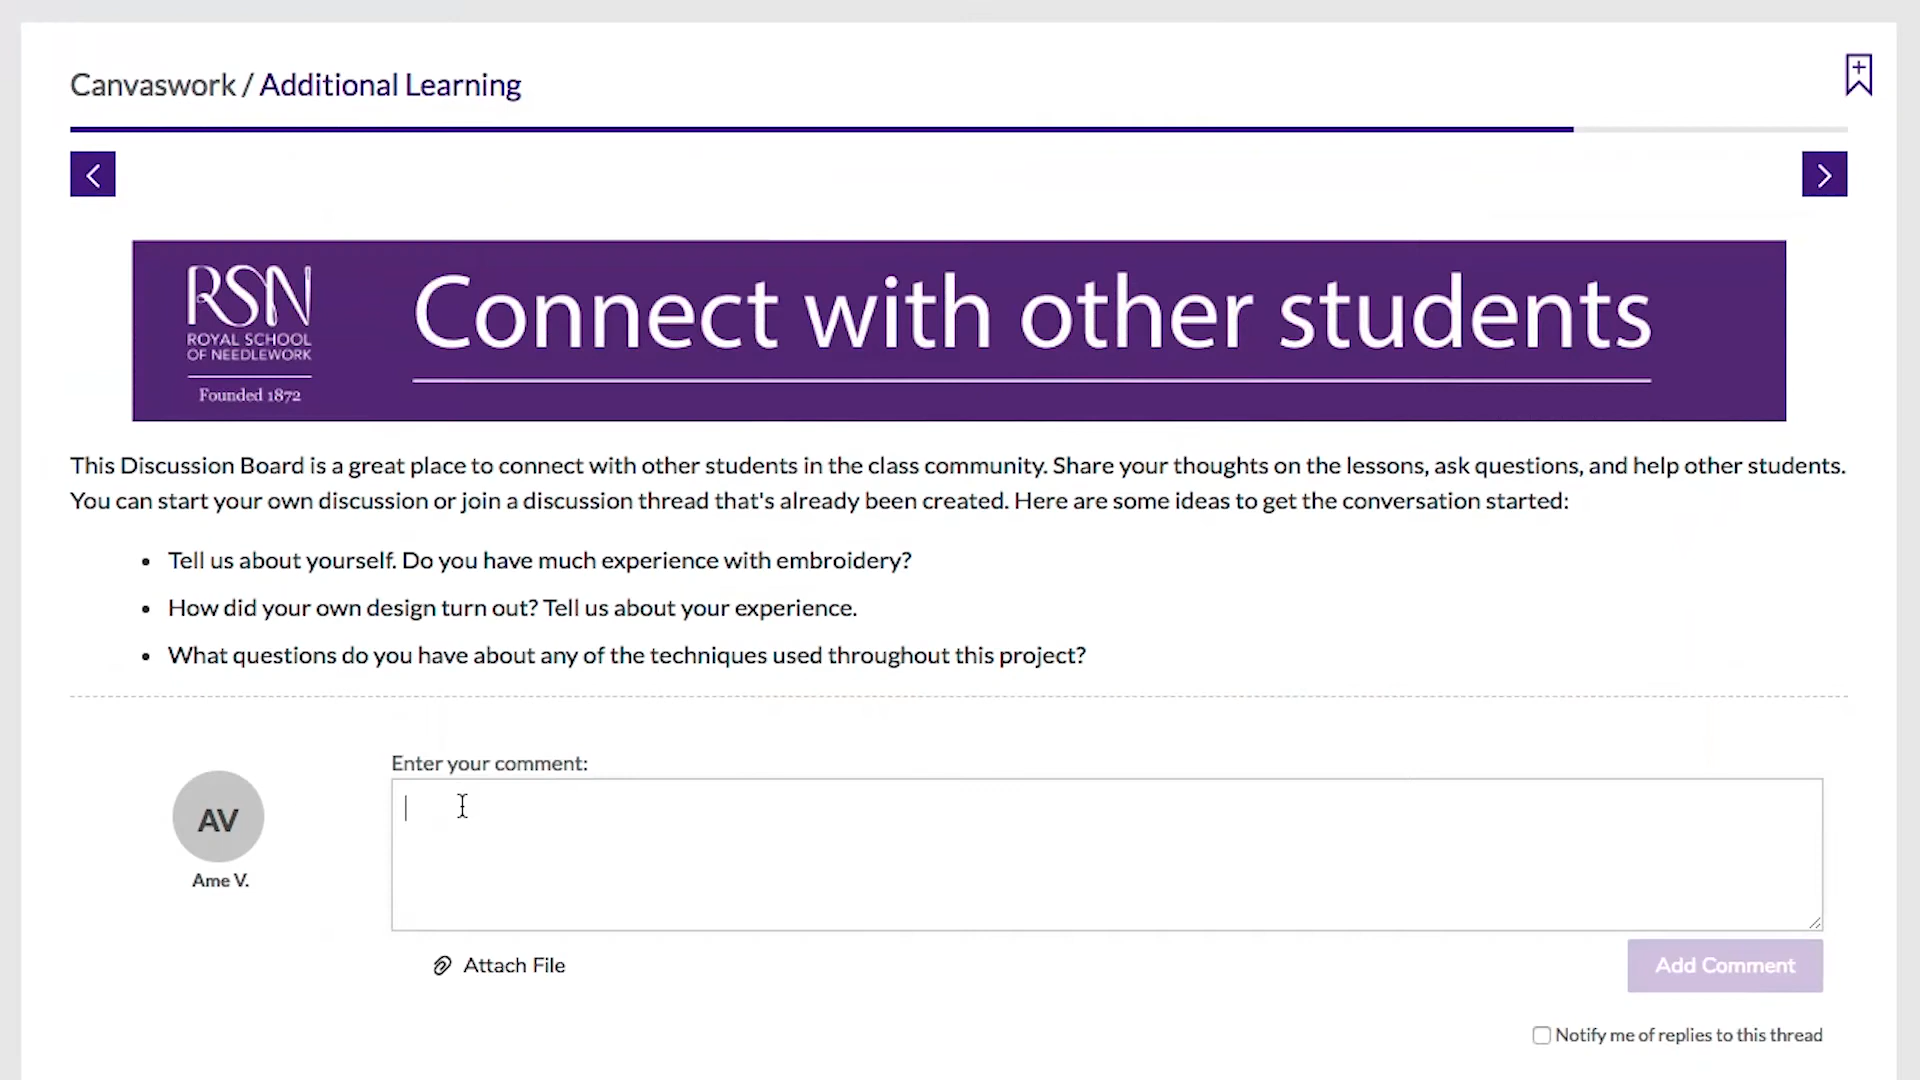 Canvaswork / Additional Learning
RSN
ROYAL SCHOOL
OF NEEDLEWORK
Founded 1872
Connect with other students
This Discussion Board is a great place to connect with other students in the class community. Share your thoughts on the lessons, ask questions, and help other students.
You can start your own discussion or join a discussion thread that's already been created. Here are some ideas to get the conversation started:
• Tell us about yourself. Do you have much experience with embroidery?
• How did your own design turn out? Tell us about your experience.
• What questions do you have about any of the techniques used throughout this project?
Enter your comment:
AV
Ame V.
Attach File
Add Comment
Notify me of replies to this thread